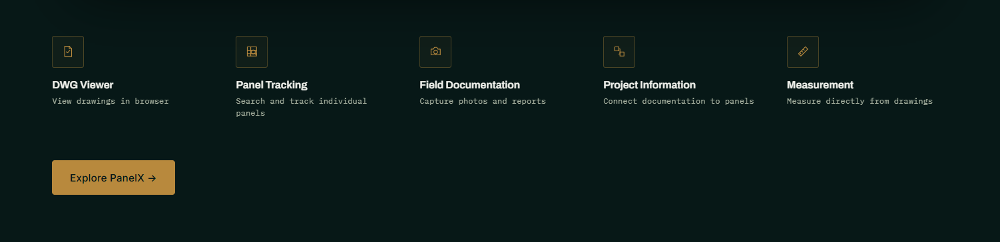 DWG Viewer
View drawings in browser
Panel Tracking
Search and track individual
panels
Field Documentation
Capture photos and reports
Project Information
Connect documentation to panels
Measurement
Measure directly from drawings
Explore PanelX →